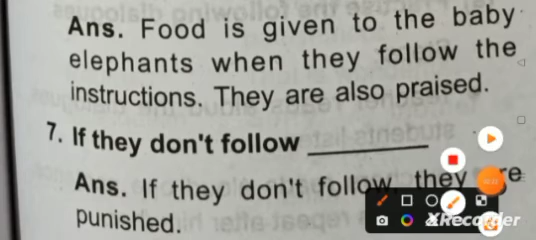 Ans. Food is given to the baby
elephants when they follow the
instructions. They are also praised.
7. If they don't follow
Ans. If they don't follow, they
punished.
XRecorder